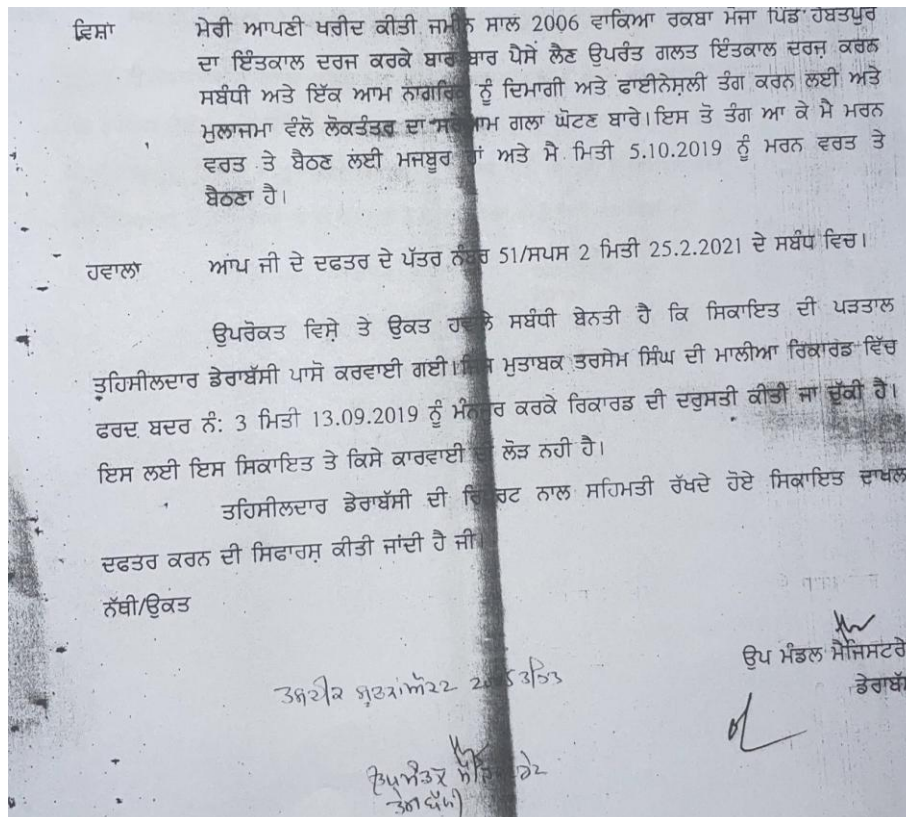 ਵਿਸ਼ਾ ਮੇਰੀ ਆਪਣੀ ਖਰੀਦ ਕੀਤੀ ਜਮੀਨ ਸਾਲ 2006 ਵਾਕਿਆ ਰਕਬਾ ਮੌਜਾ ਪਿੰਡ ਹੈਬਤਪੁਰ
ਦਾ ਇੰਤਕਾਲ ਦਰਜ ਕਰਕੇ ਬਾਰ ਬਾਰ ਪੈਸੇ ਲੈਣ ਉਪਰੰਤ ਗਲਤ ਇੰਤਕਾਲ ਦਰਜ ਕਰਨ
ਸਬੰਧੀ ਅਤੇ ਇੱਕ ਆਮ ਨਾਗਰਿਕ ਨੂੰ ਦਿਮਾਗੀ ਅਤੇ ਫਾਈਨੇਸ਼ਲੀ ਤੰਗ ਕਰਨ ਲਈ ਅਤੇ
ਮੁਲਾਜਮਾ ਵੱਲੋ ਲੋਕਤੰਤਰ ਦਾ ਸਰੇਆਮ ਗਲਾ ਘੋਟਣ ਬਾਰੇ।ਇਸ ਤੋ ਤੰਗ ਆ ਕੇ ਮੈ ਮਰਨ
ਵਰਤ ਤੇ ਬੈਠਣ ਲਈ ਮਜਬੂਰ ਹਾਂ ਅਤੇ ਮੈ ਮਿਤੀ 5.10.2019 ਨੂੰ ਮਰਨ ਵਰਤ ਤੇ
ਬੈਠਣਾ ਹੈ।
ਹਵਾਲਾ ਆਪ ਜੀ ਦੇ ਦਫਤਰ ਦੇ ਪੱਤਰ ਨੰਬਰ 51/ਸਪਸ 2 ਮਿਤੀ 25.2.2021 ਦੇ ਸਬੰਧ ਵਿਚ।
ਉਪਰੋਕਤ ਵਿਸ਼ੇ ਤੇ ਉਕਤ ਹਵਾਲੇ ਸਬੰਧੀ ਬੇਨਤੀ ਹੈ ਕਿ ਸਿਕਾਇਤ ਦੀ ਪੜਤਾਲ
ਤਹਿਸੀਲਦਾਰ ਡੇਰਾਬੱਸੀ ਪਾਸੋ ਕਰਵਾਈ ਗਈ।ਜਿਸ ਮੁਤਾਬਕ ਤਰਸੇਮ ਸਿੰਘ ਦੀ ਮਾਲੀਆ ਰਿਕਾਰਡ ਵਿੱਚ
ਫਰਦ ਬਦਰ ਨੰ: 3 ਮਿਤੀ 13.09.2019 ਨੂੰ ਮੰਨਜੂਰ ਕਰਕੇ ਰਿਕਾਰਡ ਦੀ ਦਰੁਸਤੀ ਕੀਤੀ ਜਾ ਚੁੱਕੀ ਹੈ।
ਇਸ ਲਈ ਇਸ ਸਿਕਾਇਤ ਤੇ ਕਿਸੇ ਕਾਰਵਾਈ ਦੀ ਲੋੜ ਨਹੀ ਹੈ।
ਤਹਿਸੀਲਦਾਰ ਡੇਰਾਬੱਸੀ ਦੀ ਰਿਪੋਰਟ ਨਾਲ ਸਹਿਮਤੀ ਰੱਖਦੇ ਹੋਏ ਸਿਕਾਇਤ ਦਾਖਲ
ਦਫਤਰ ਕਰਨ ਦੀ ਸਿਫਾਰਸ਼ ਕੀਤੀ ਜਾਂਦੀ ਹੈ ਜੀ।
ਨੱਥੀ/ਉਕਤ
ਉਪ ਮੰਡਲ ਮੈਜਿਸਟਰੇ
ਡੇਰਾਬੱ